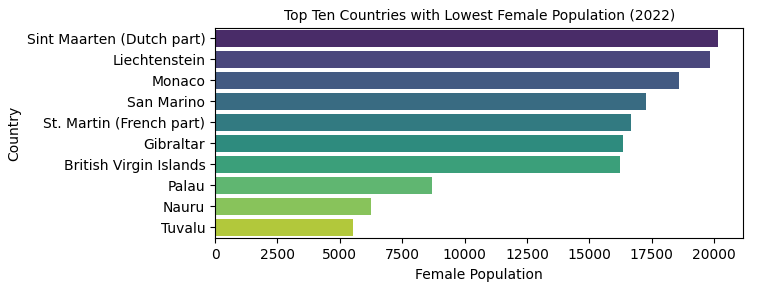 Top Ten Countries with Lowest Female Population (2022)
Country
Sint Maarten (Dutch part)
Liechtenstein
Monaco
San Marino
St. Martin (French part)
Gibraltar
British Virgin Islands
Palau
Nauru
Tuvalu
0 2500 5000 7500 10000 12500 15000 17500 20000
Female Population